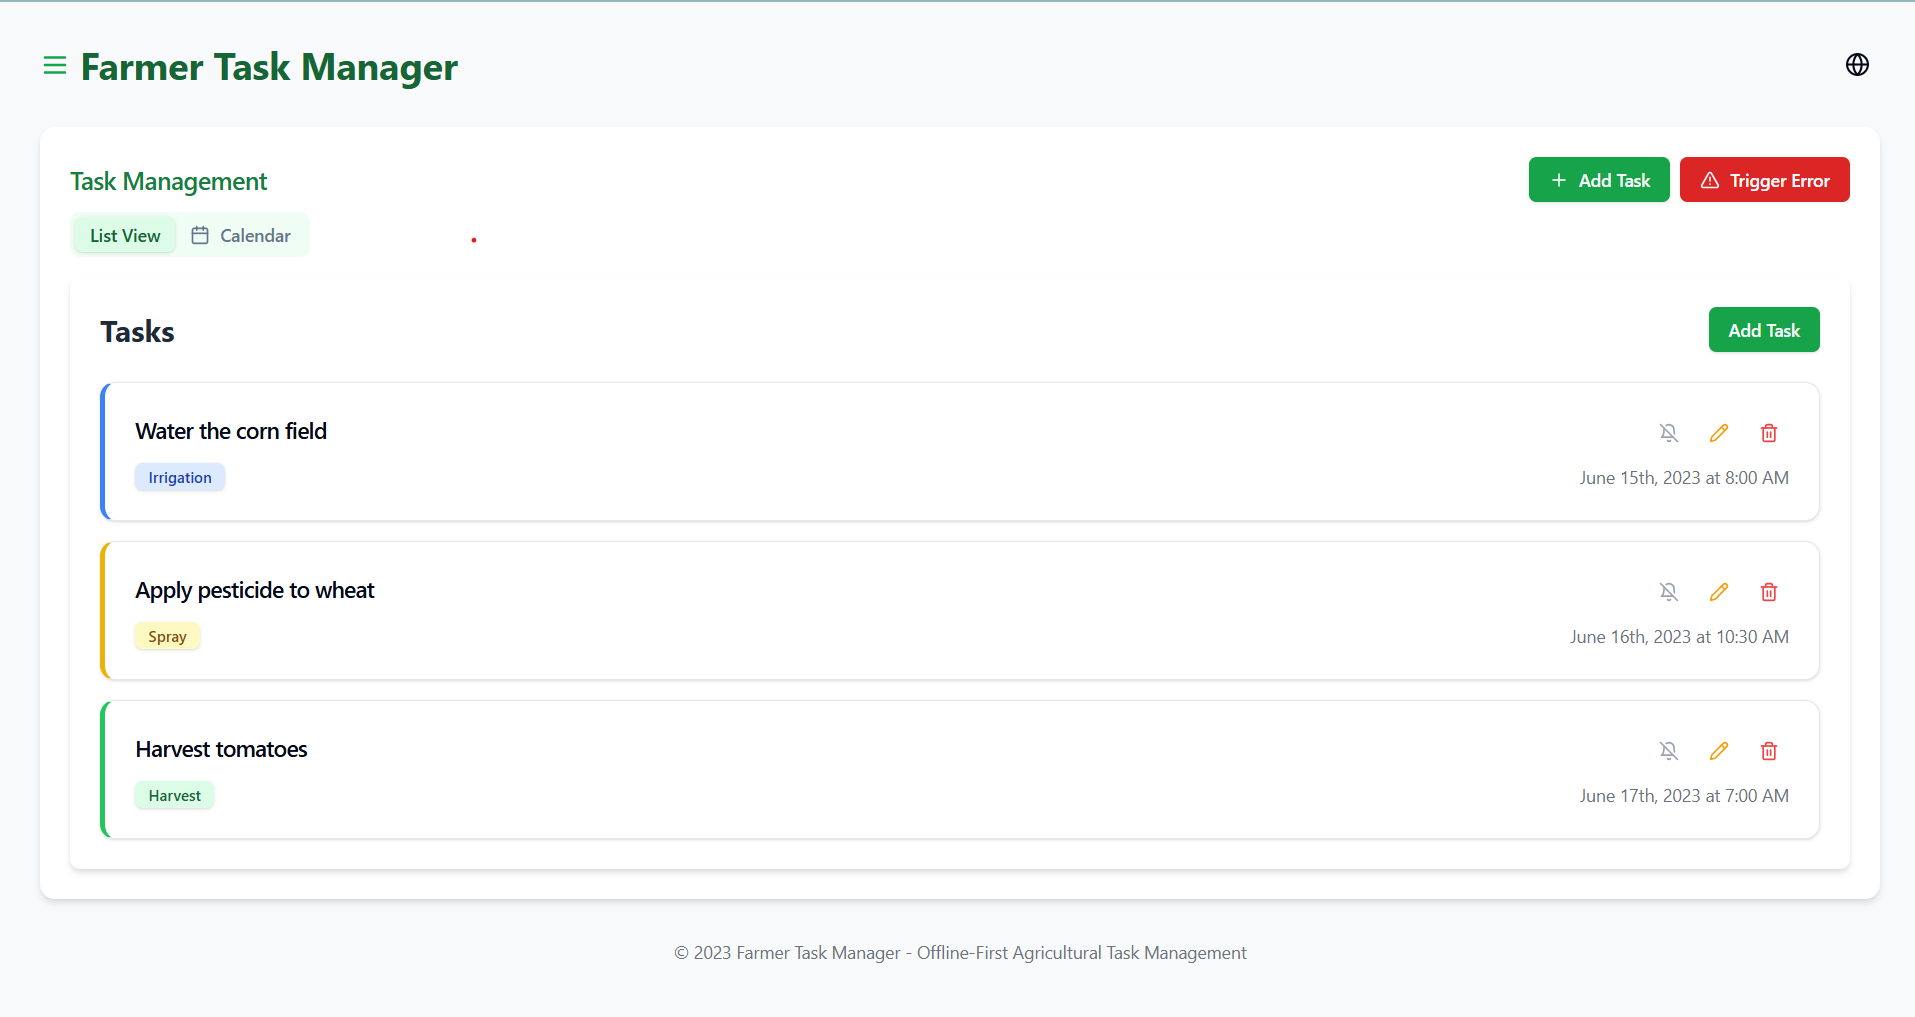 Farmer Task Manager
Task Management
Add Task
Trigger Error
List View
Calendar
Tasks
Add Task
Water the corn field
Irrigation
June 15th, 2023 at 8:00 AM
Apply pesticide to wheat
Spray
June 16th, 2023 at 10:30 AM
Harvest tomatoes
Harvest
June 17th, 2023 at 7:00 AM
© 2023 Farmer Task Manager - Offline-First Agricultural Task Management